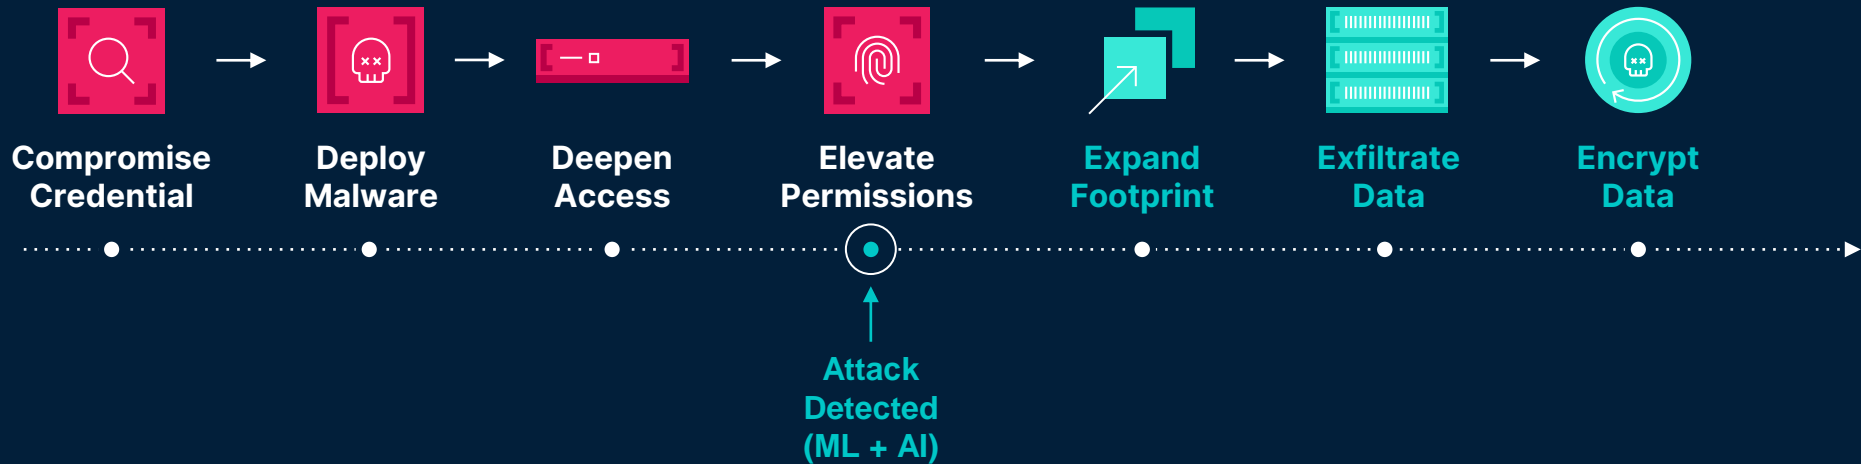 Compromise
Credential
Deploy
Malware
Deepen
Access
Elevate
Permissions
Expand
Footprint
Exfiltrate
Data
Encrypt
Data
Attack
Detected
(ML + AI)